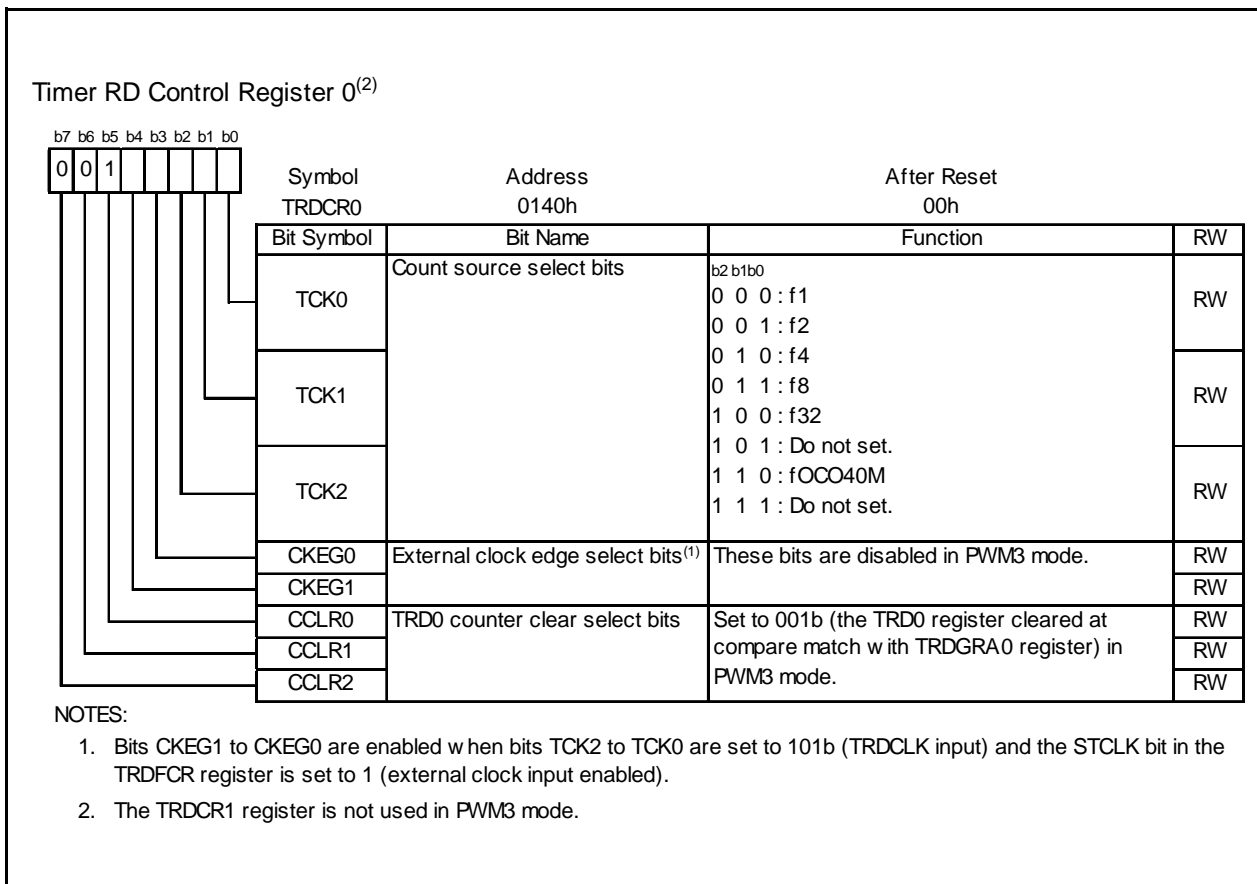 Timer RD Control Register 0(2)
b7 b6 b5 b4 b3 b2 b1 b0
0 0 1
Symbol Address After Reset
TRDCR0 0140h 00h
Bit Symbol Bit Name Function RW
TCK0 Count source select bits b2 b1 b0
0 0 0 : f1 RW
0 0 1 : f2
0 1 0 : f4
TCK1 0 1 1 : f8 RW
1 0 0 : f32
1 0 1 : Do not set.
TCK2 1 1 0 : fOCO40M RW
1 1 1 : Do not set.
CKEG0 External clock edge select bits(1) These bits are disabled in PWM3 mode. RW
CKEG1 RW
CCLR0 TRD0 counter clear select bits Set to 001b (the TRD0 register cleared at RW
CCLR1 compare match with TRDGRA0 register) in RW
CCLR2 PWM3 mode. RW
NOTES:
1. Bits CKEG1 to CKEG0 are enabled when bits TCK2 to TCK0 are set to 101b (TRDCLK input) and the STCLK bit in the
TRDFCR register is set to 1 (external clock input enabled).
2. The TRDCR1 register is not used in PWM3 mode.